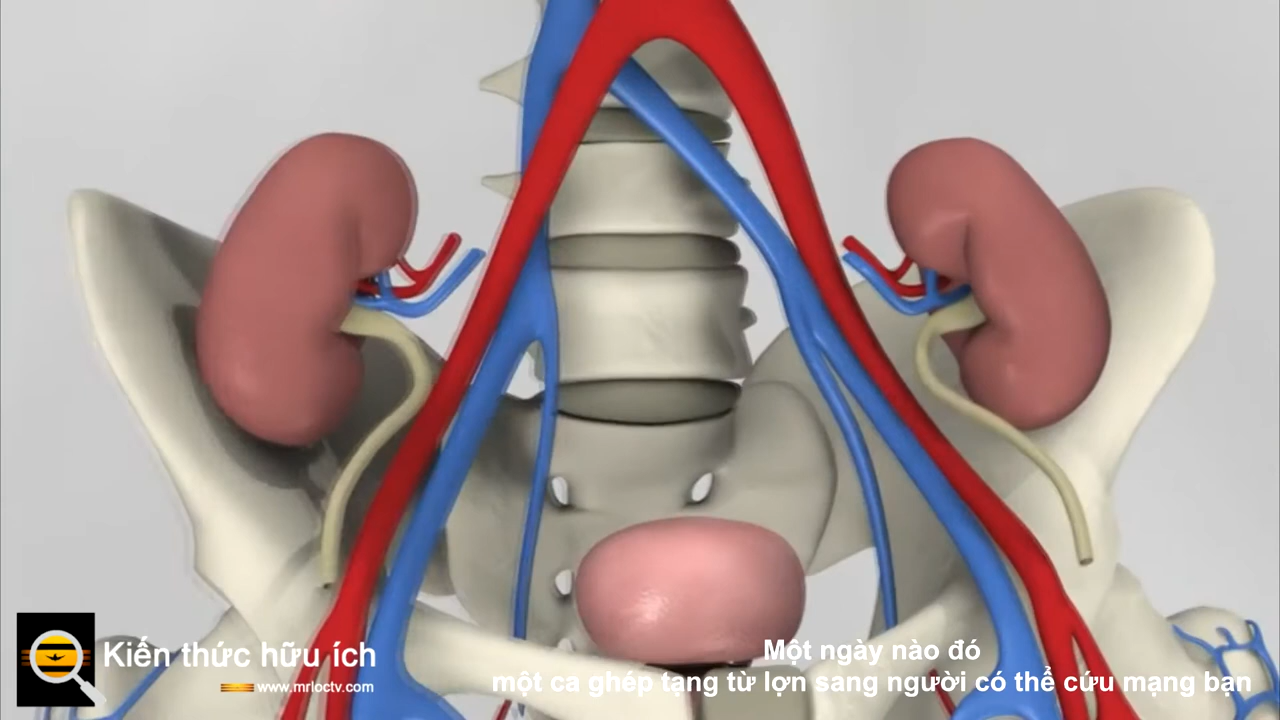 Kiến thức hữu ích
www.mrloctv.com
Một ngày nào đó
một ca ghép tạng từ lợn sang người có thể cứu mạng bạn